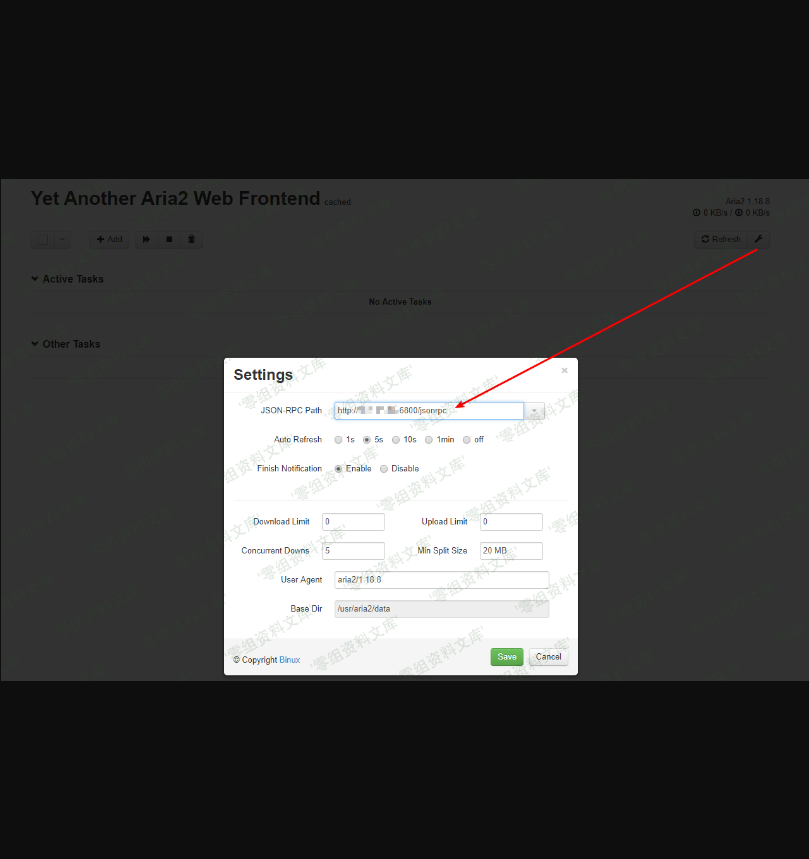 Yet Another Aria2 Web Frontend cached
Aria2 1.18.8
0 KB/s / 0 KB/s
Add
Refresh
Active Tasks
No Active Tasks
Other Tasks
Settings
×
JSON-RPC Path http:// 6800/jsonrpc
Auto Refresh 1s 5s 10s 1min off
Finish Notification Enable Disable
Download Limit 0 Upload Limit 0
Concurrent Downs 5 Min Split Size 20 MB
User Agent aria2/1.18.8
Base Dir /usr/aria2/data
© Copyright Binux
Save Cancel
'零组资料文库'